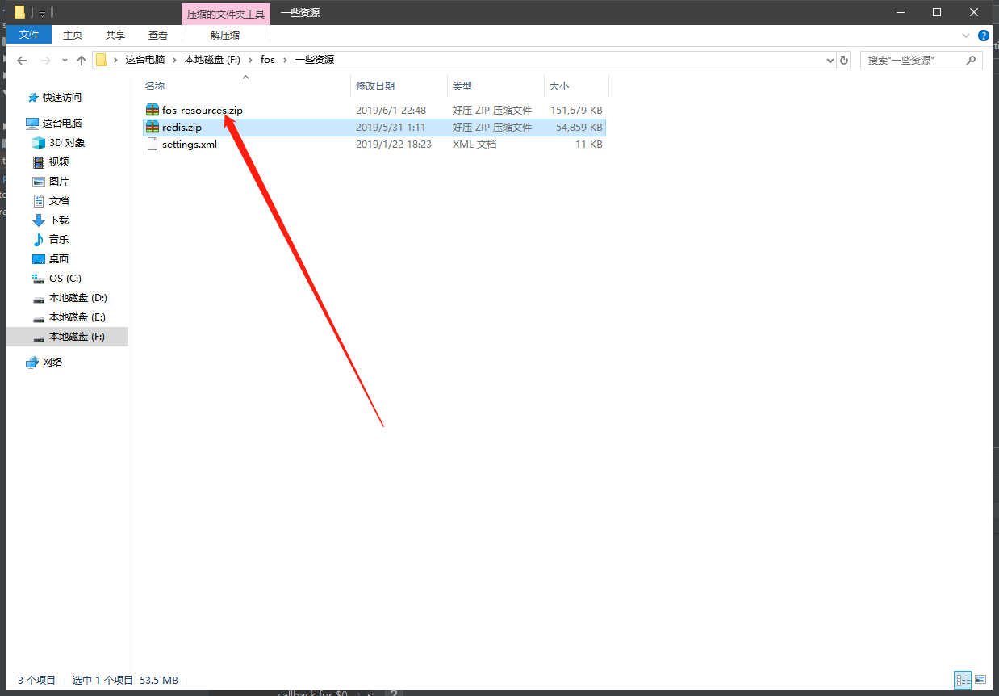 压缩的文件夹工具 一些资源
文件 主页 共享 查看 解压缩
这台电脑 本地磁盘 (F:) fos 一些资源 搜索"一些资源"
名称 修改日期 类型 大小
快速访问
这台电脑
3D 对象
视频
图片
文档
下载
音乐
桌面
OS (C:)
本地磁盘 (D:)
本地磁盘 (E:)
本地磁盘 (F:)
网络
fos-resources.zip 2019/6/1 22:48 好压 ZIP 压缩文件 151,679 KB
redis.zip 2019/5/31 1:11 好压 ZIP 压缩文件 54,859 KB
settings.xml 2019/1/22 18:23 XML 文档 11 KB
3 个项目 选中 1 个项目 53.5 MB
callback for $0